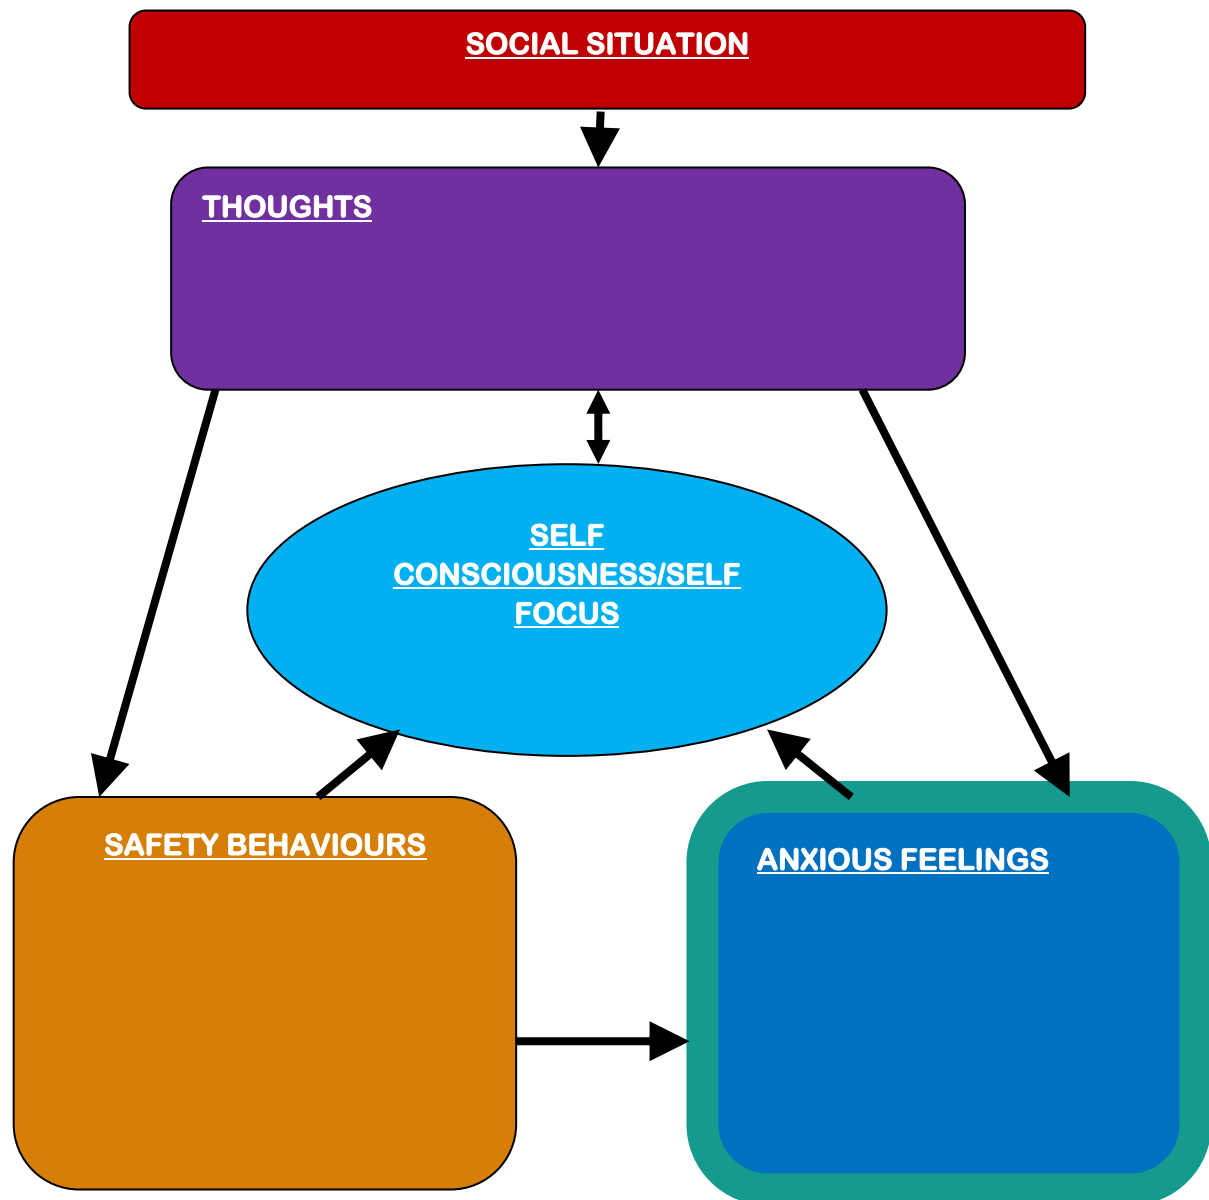 SOCIAL SITUATION
THOUGHTS
SELF
CONSCIOUSNESS/SELF
FOCUS
SAFETY BEHAVIOURS
ANXIOUS FEELINGS